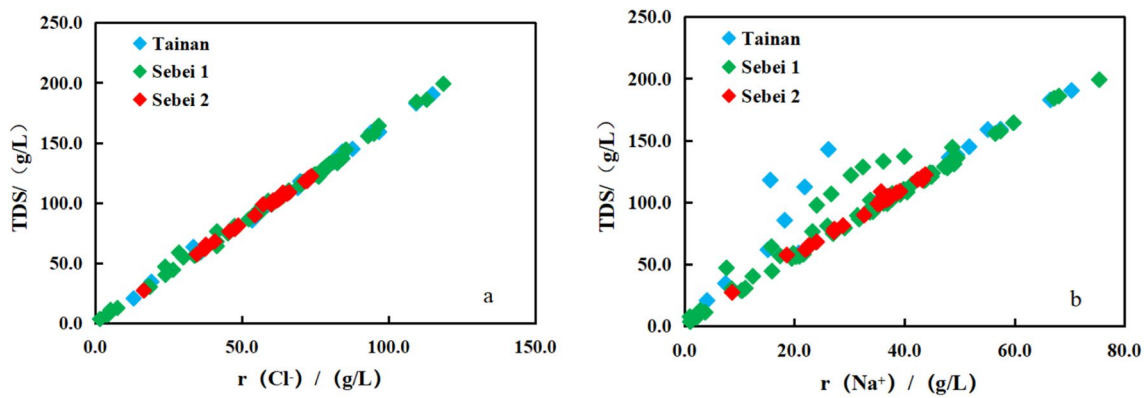 250.0
200.0
150.0
100.0
50.0
0.0
TDS/（g/L）
Tainan
Sebei 1
Sebei 2
a
0.0 50.0 100.0 150.0
r（Cl-）/（g/L）
250.0
200.0
150.0
100.0
50.0
0.0
TDS/（g/L）
Tainan
Sebei 1
Sebei 2
b
0.0 20.0 40.0 60.0 80.0
r（Na+）/（g/L）